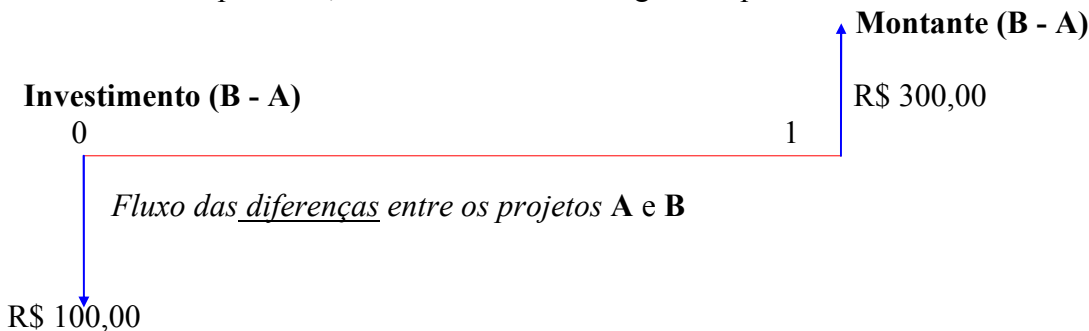 Montante (B - A)
Investimento (B - A)
R$ 300,00
0
1
Fluxo das diferenças entre os projetos A e B
R$ 100,00